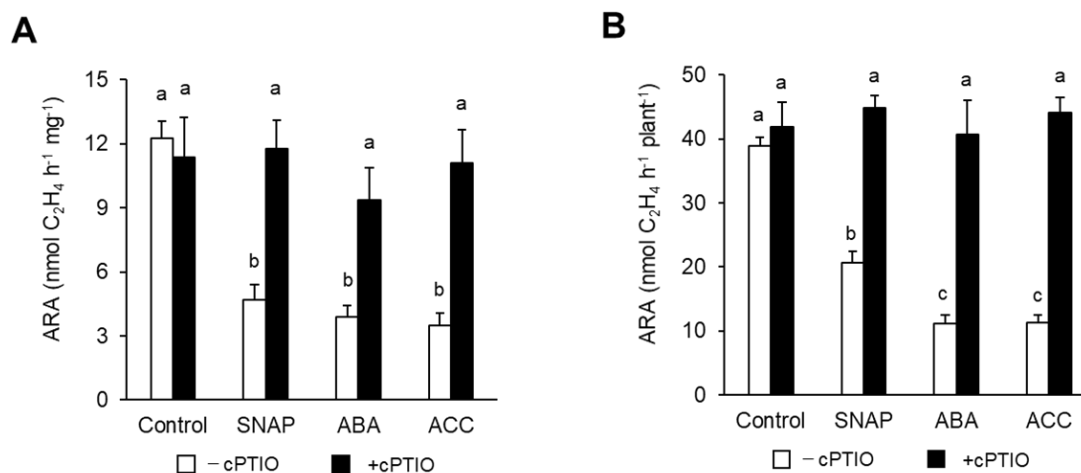 A
ARA (nmol C₂H₄ h⁻¹ mg⁻¹)
15
12
9
6
3
0
a a a a a
b b b
Control SNAP ABA ACC
– cPTIO +cPTIO
B
ARA (nmol C₂H₄ h⁻¹ plant⁻¹)
50
40
30
20
10
0
a a a a a
b c c
Control SNAP ABA ACC
– cPTIO +cPTIO